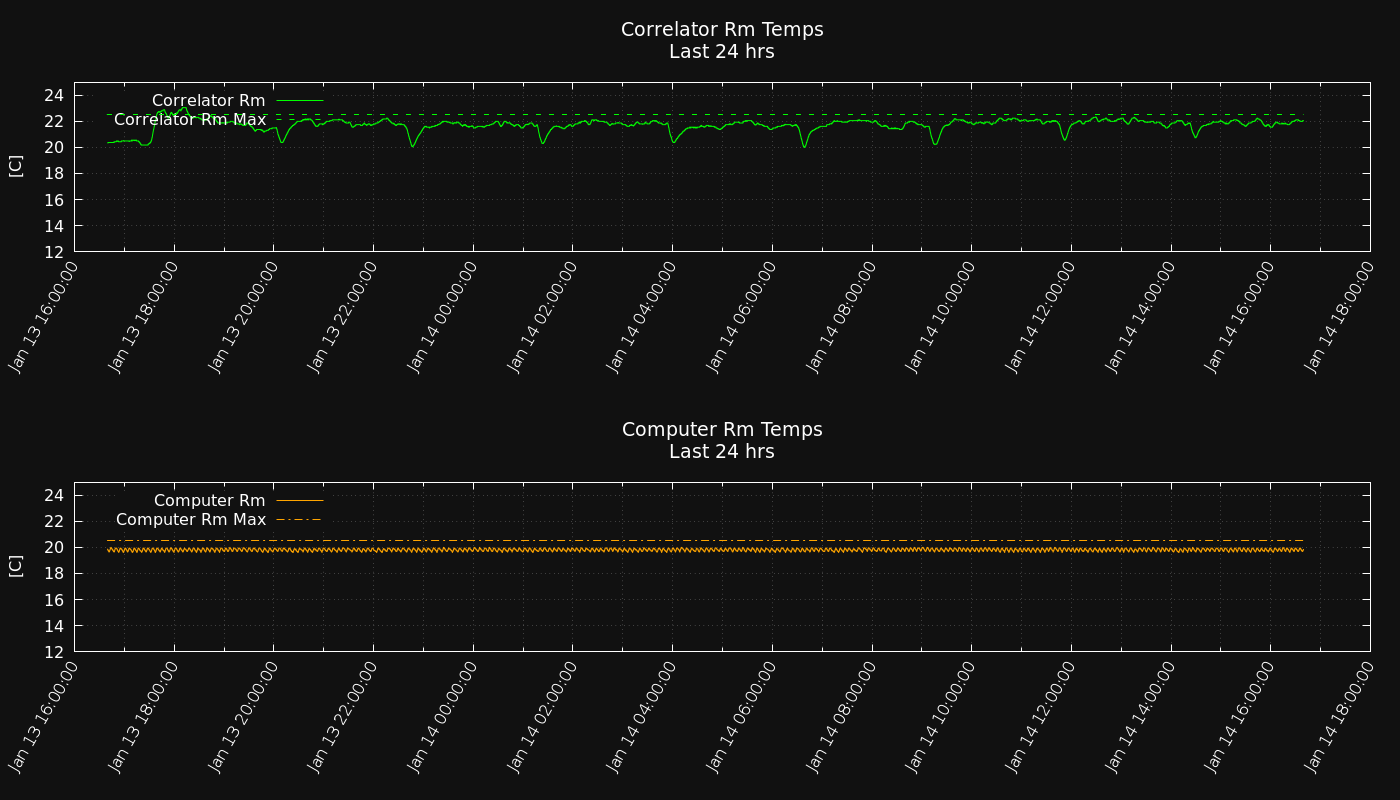 Correlator Rm Temps
Last 24 hrs
Correlator Rm
Correlator Rm Max
[C]
24
22
20
18
16
14
12
Jan 13 16:00:00
Jan 13 18:00:00
Jan 13 20:00:00
Jan 13 22:00:00
Jan 14 00:00:00
Jan 14 02:00:00
Jan 14 04:00:00
Jan 14 06:00:00
Jan 14 08:00:00
Jan 14 10:00:00
Jan 14 12:00:00
Jan 14 14:00:00
Jan 14 16:00:00
Jan 14 18:00:00
Computer Rm Temps
Last 24 hrs
Computer Rm
Computer Rm Max
[C]
24
22
20
18
16
14
12
Jan 13 16:00:00
Jan 13 18:00:00
Jan 13 20:00:00
Jan 13 22:00:00
Jan 14 00:00:00
Jan 14 02:00:00
Jan 14 04:00:00
Jan 14 06:00:00
Jan 14 08:00:00
Jan 14 10:00:00
Jan 14 12:00:00
Jan 14 14:00:00
Jan 14 16:00:00
Jan 14 18:00:00